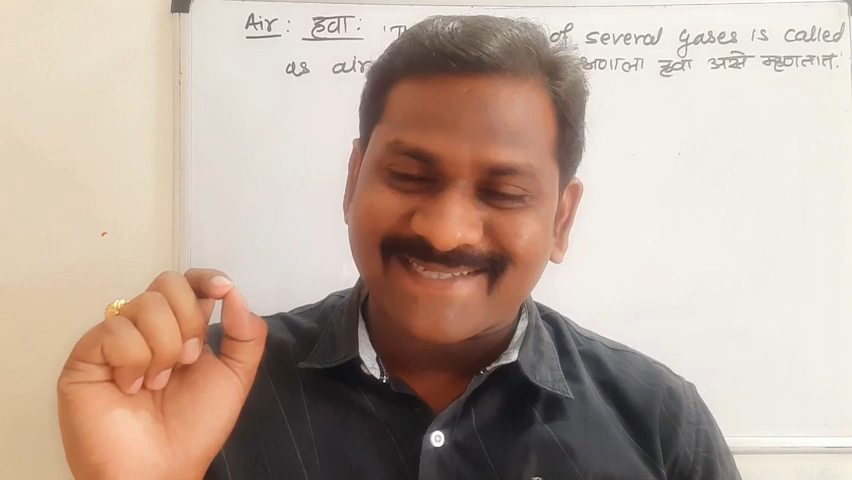 Air : हवा : of several gases is called
as air हवा असे म्हणतात.